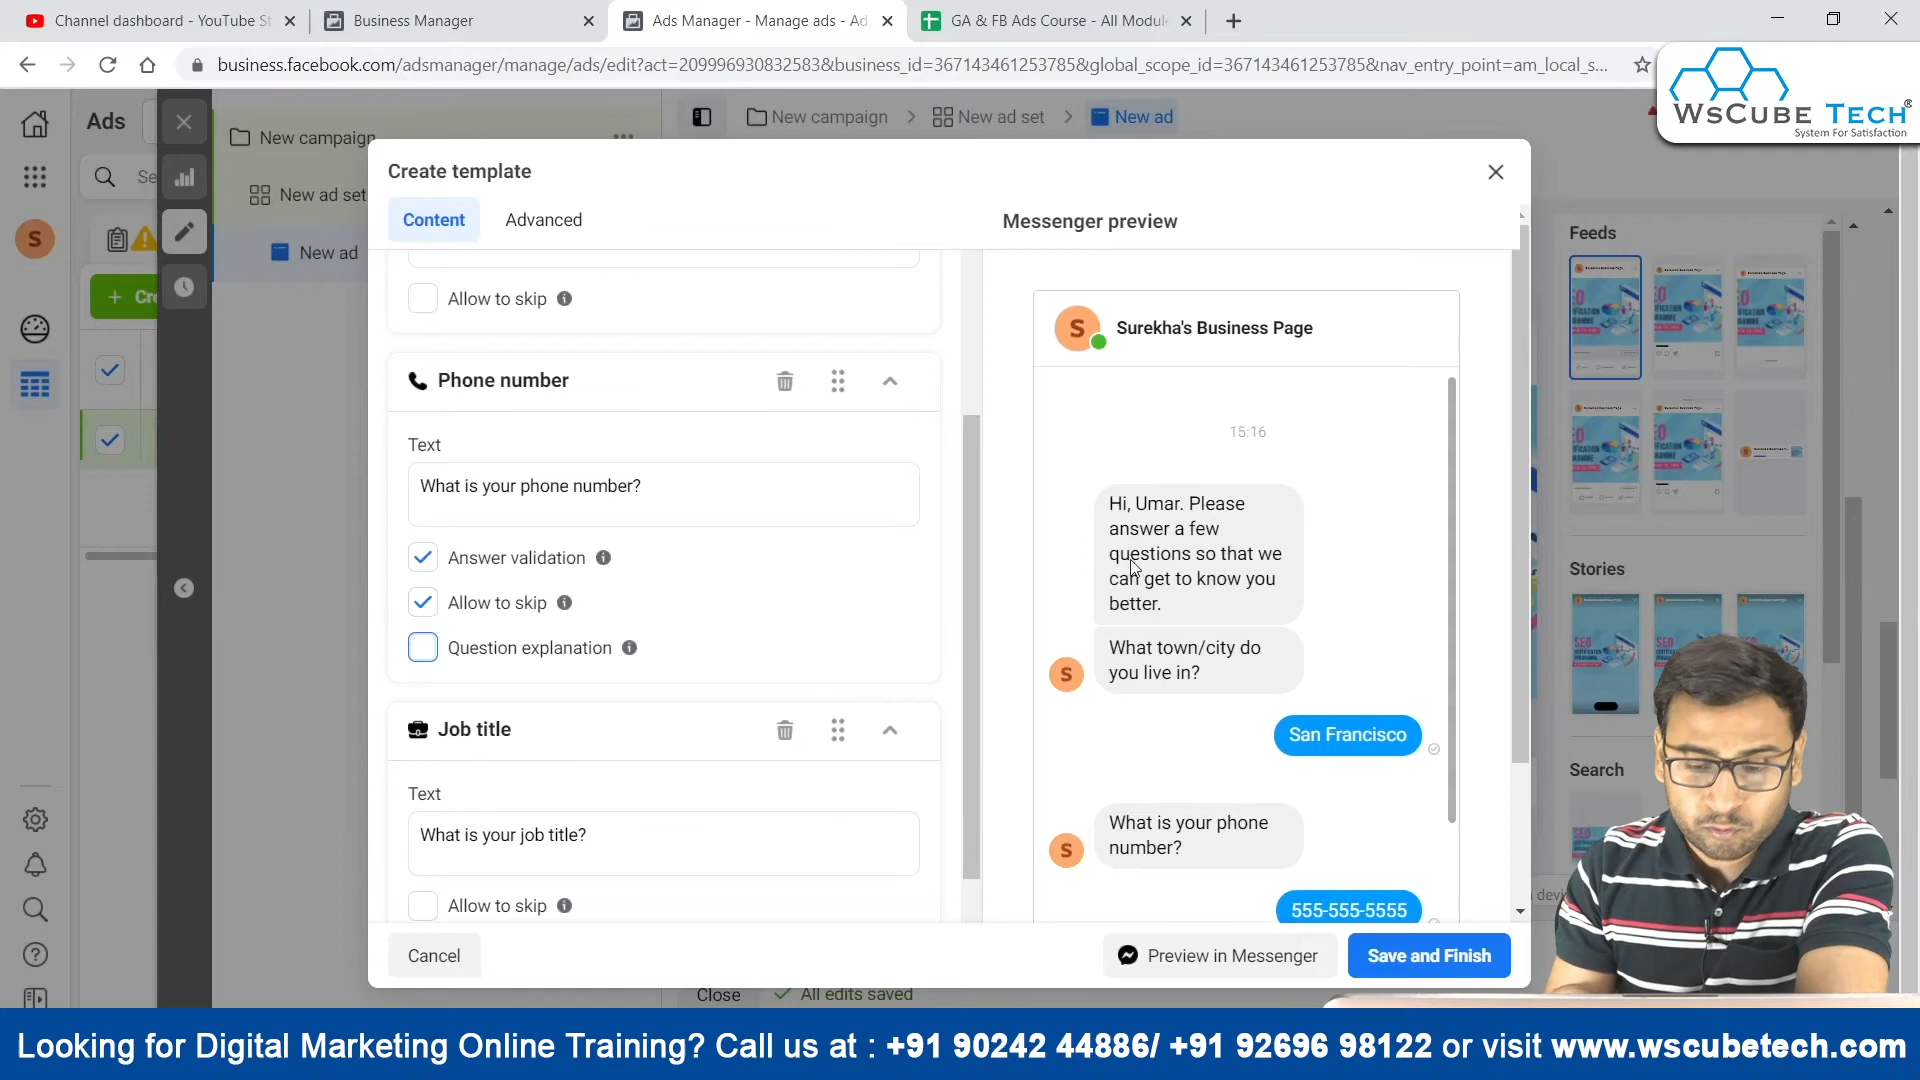 Channel dashboard - YouTube St
Business Manager
Ads Manager - Manage ads - Ad
GA & FB Ads Course - All Module
business.facebook.com/adsmanager/manage/ads/edit?act=209996930832583&business_id=367143461253785&global_scope_id=367143461253785&nav_entry_point=am_local_s...
WsCube Tech®
System For Satisfaction
Ads
New campaign
New campaign
New ad set
New ad
Se
New ad set
New ad
S
Cre
Create template
Content
Advanced
Messenger preview
Allow to skip
Phone number
Text
What is your phone number?
Answer validation
Allow to skip
Question explanation
Job title
Text
What is your job title?
Allow to skip
S
Surekha's Business Page
15:16
Hi, Umar. Please
answer a few
questions so that we
can get to know you
better.
What town/city do
you live in?
S
San Francisco
What is your phone
number?
S
555-555-5555
Cancel
Preview in Messenger
Save and Finish
Close
All edits saved
Feeds
Stories
Search
Looking for Digital Marketing Online Training? Call us at : +91 90242 44886/ +91 92696 98122 or visit www.wscubetech.com